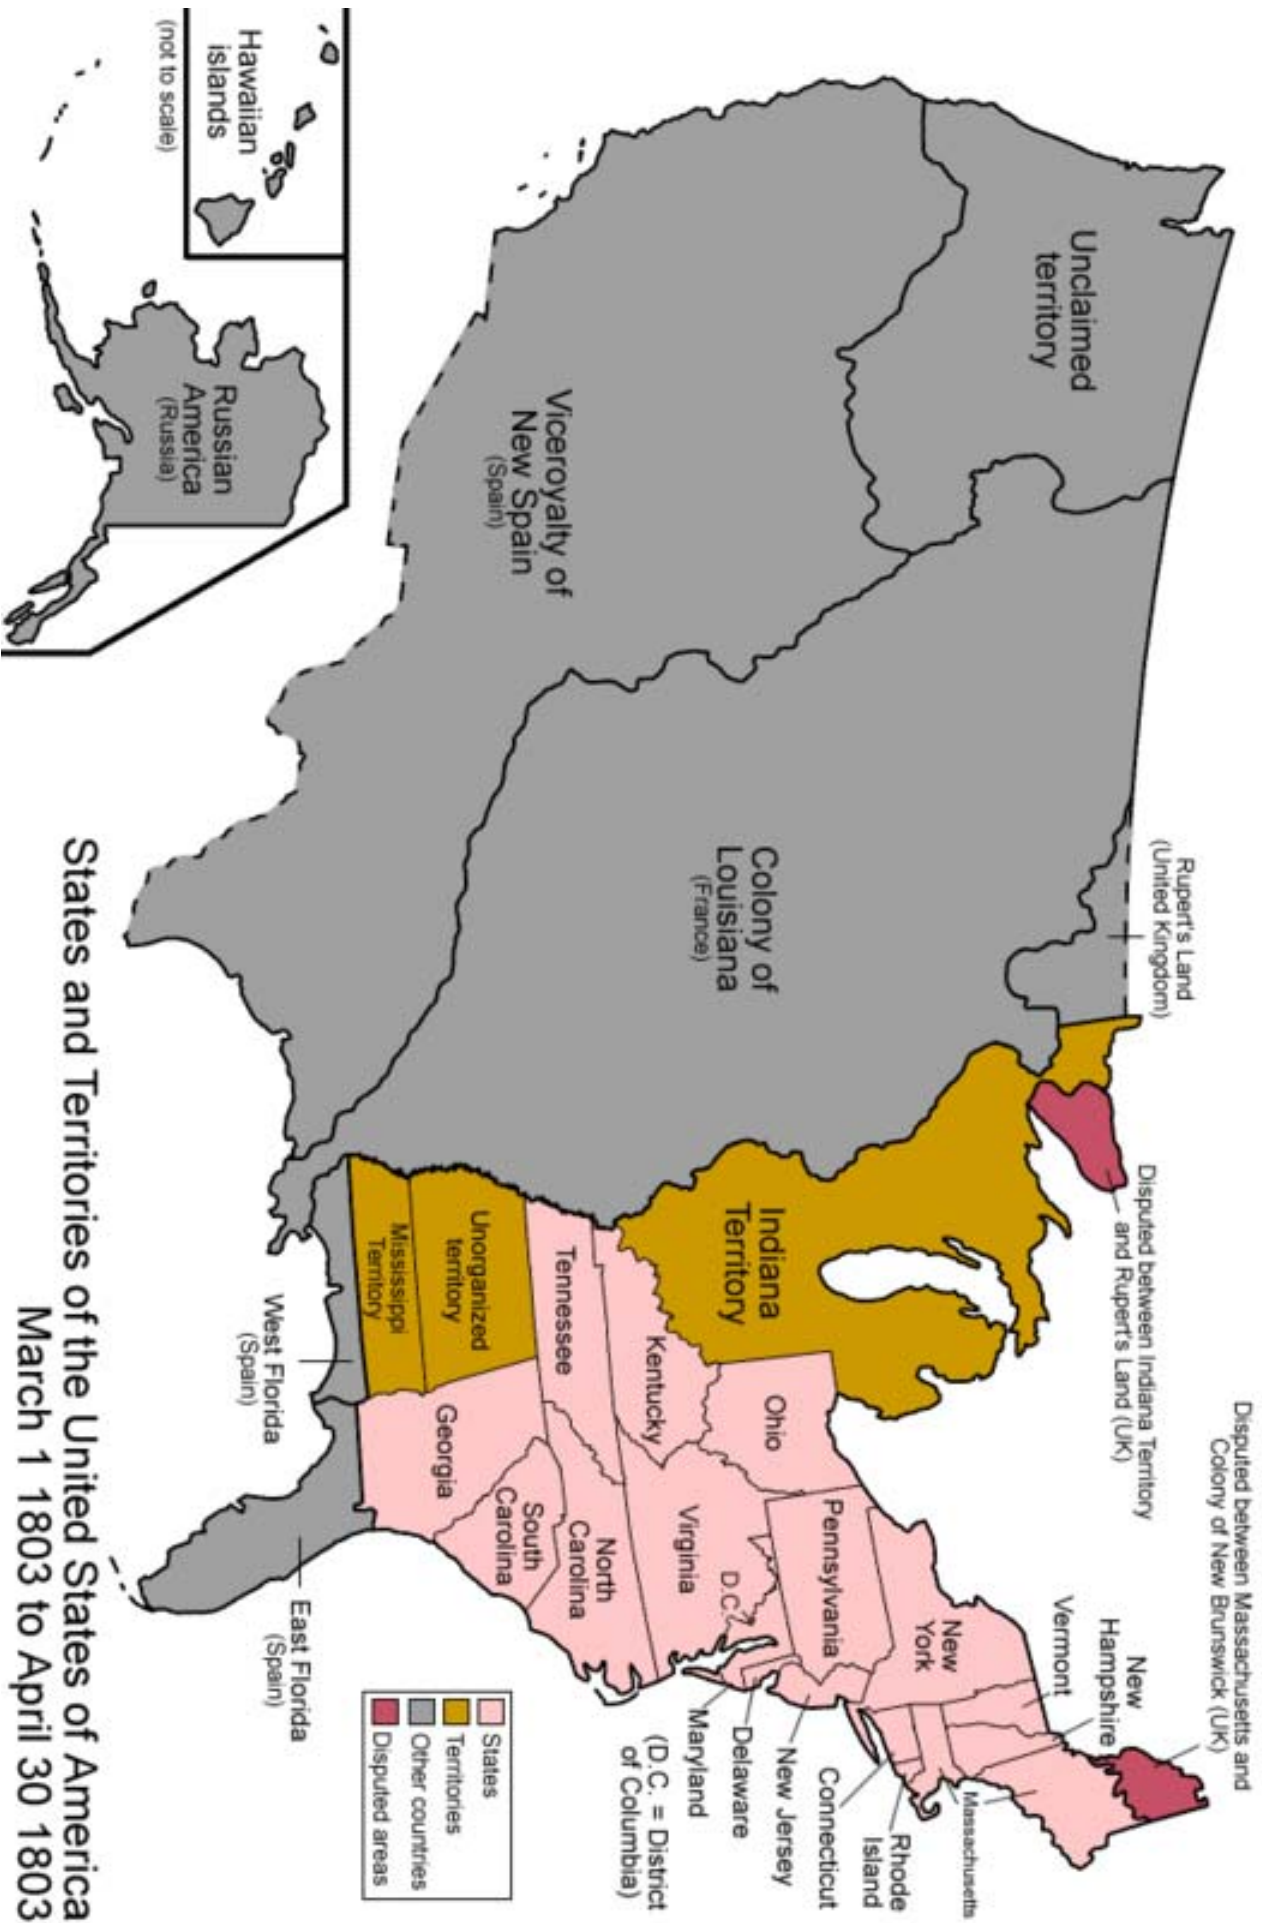 Unclaimed
territory
Rupert's Land
(United Kingdom)
Disputed between Indiana Territory
and Rupert's Land (UK)
Disputed between Massachusetts and
Colony of New Brunswick (UK)
New
Hampshire
Vermont
Massachusetts
New
York
Rhode
Island
Connecticut
New Jersey
Delaware
Maryland
(D.C. = District
of Columbia)
Pennsylvania
D.C.
Ohio
Indiana
Territory
Virginia
Kentucky
Colony of
Louisiana
(France)
Viceroyalty of
New Spain
(Spain)
North
Carolina
Tennessee
South
Carolina
Unorganized
territory
Georgia
Mississippi
Territory
West Florida
(Spain)
East Florida
(Spain)
States
Territories
Other countries
Disputed areas
Hawaiian
islands
(not to scale)
Russian
America
(Russia)
States and Territories of the United States of America
March 1 1803 to April 30 1803